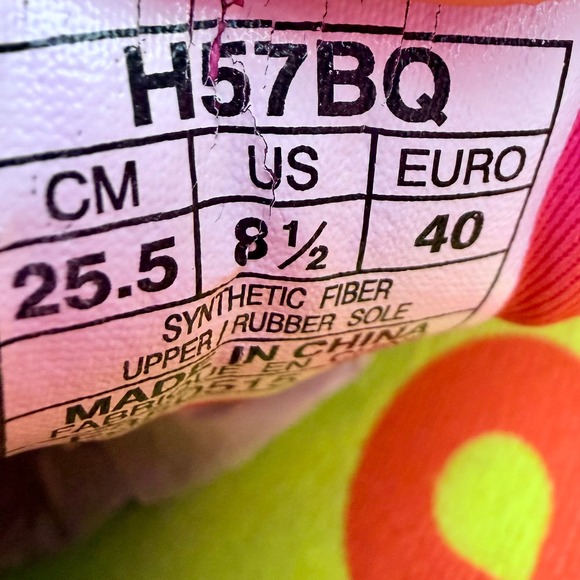 H57BQ
CM US EURO
25.5 8 1/2 40
SYNTHETIC FIBER
UPPER / RUBBER SOLE
MADE IN CHINA